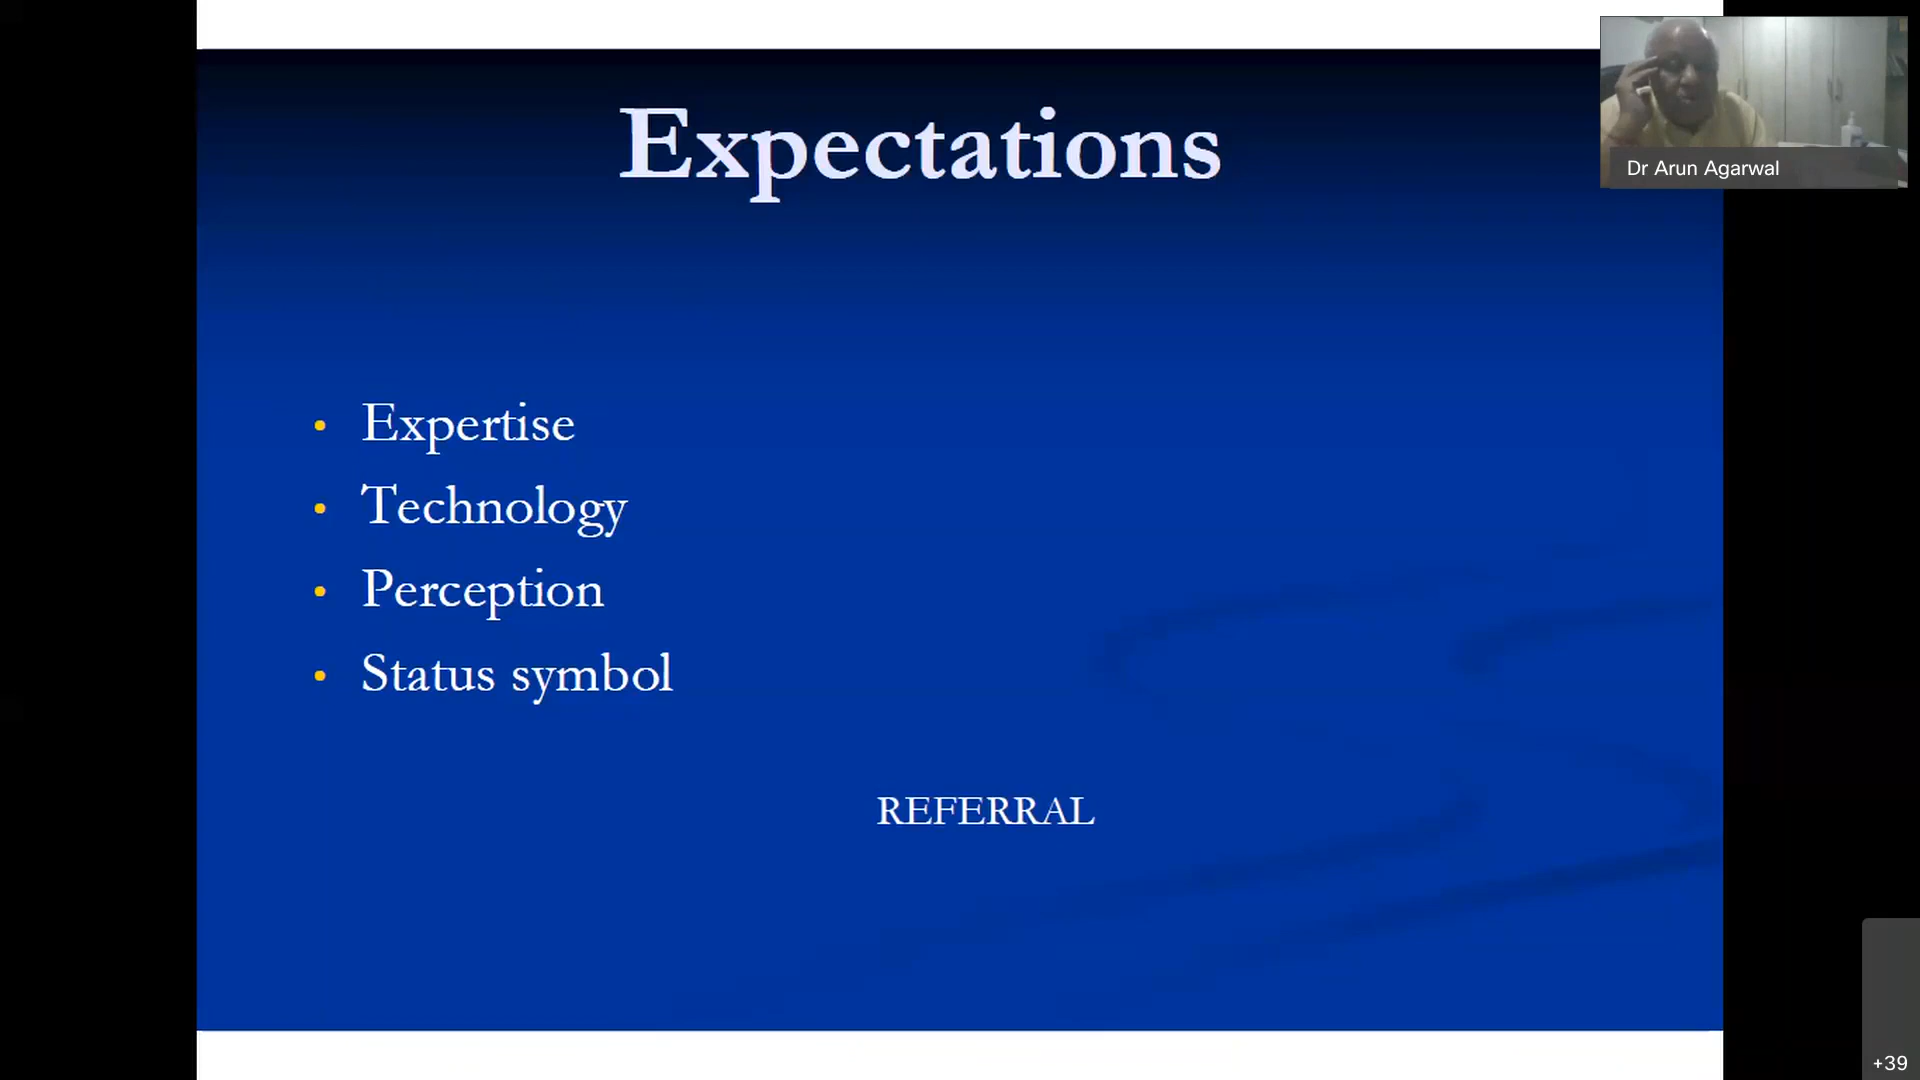 Expectations
Dr Arun Agarwal
Expertise
Technology
Perception
Status symbol
REFERRAL
+39